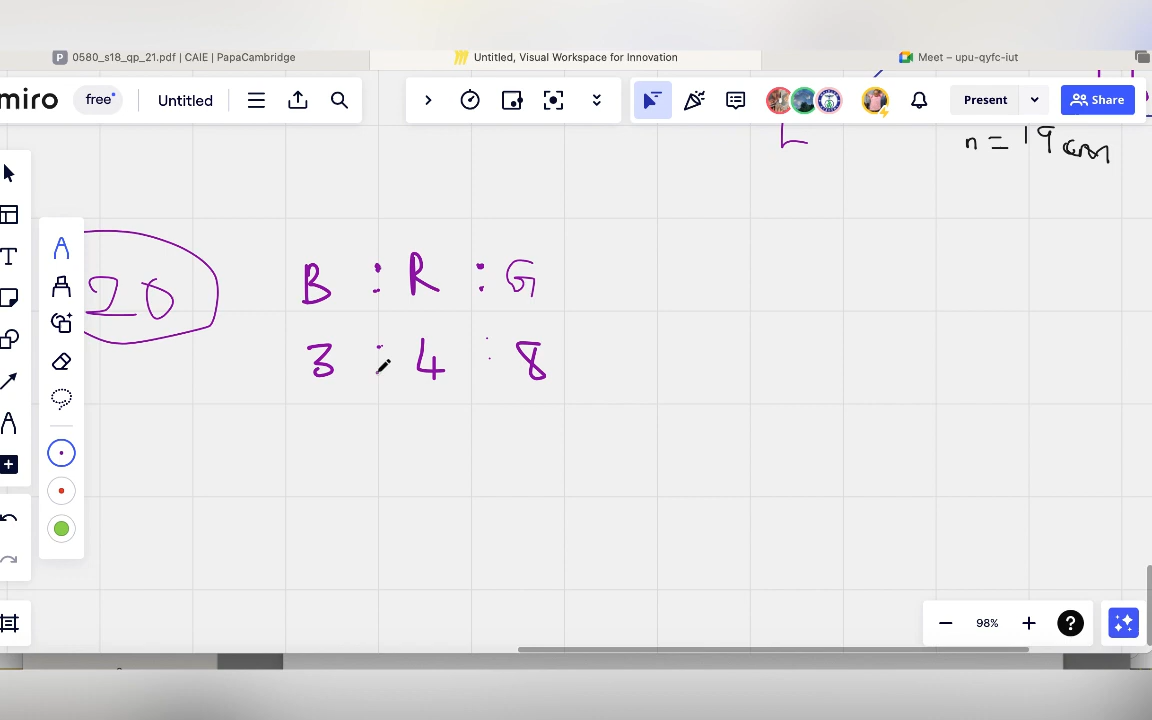 0580_s18_qp_21.pdf | CAIE | PapaCambridge
Untitled, Visual Workspace for Innovation
Meet – upu-qyfc-iut
miro
free
Untitled
Present
Share
L
n = 19 cm
20
B : R : G
3 : 4 : 8
98%